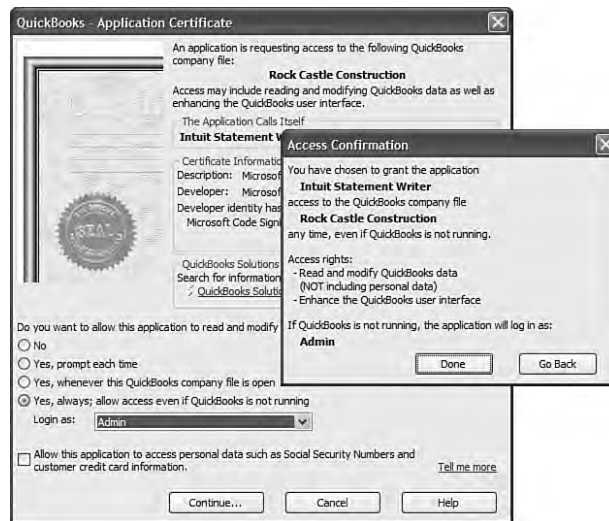 QuickBooks - Application Certificate
An application is requesting access to the following QuickBooks
company file:
Rock Castle Construction
Access may include reading and modifying QuickBooks data as well as
enhancing the QuickBooks user interface.
The Application Calls Itself
Intuit Statement W
Certificate Informatio
Description: Microsof
Developer: Microsof
Developer identity has
Microsoft Code Signi
QuickBooks Solutions
Search for information
QuickBooks Solutio
Do you want to allow this application to read and modify
No
Yes, prompt each time
Yes, whenever this QuickBooks company file is open
Yes, always; allow access even if QuickBooks is not running
Login as: Admin
Allow this application to access personal data such as Social Security Numbers and
customer credit card information.
Tell me more
Continue... Cancel Help
Access Confirmation
You have chosen to grant the application
Intuit Statement Writer
access to the QuickBooks company file
Rock Castle Construction
any time, even if QuickBooks is not running.
Access rights:
- Read and modify QuickBooks data
(NOT including personal data)
- Enhance the QuickBooks user interface
If QuickBooks is not running, the application will log in as:
Admin
Done Go Back